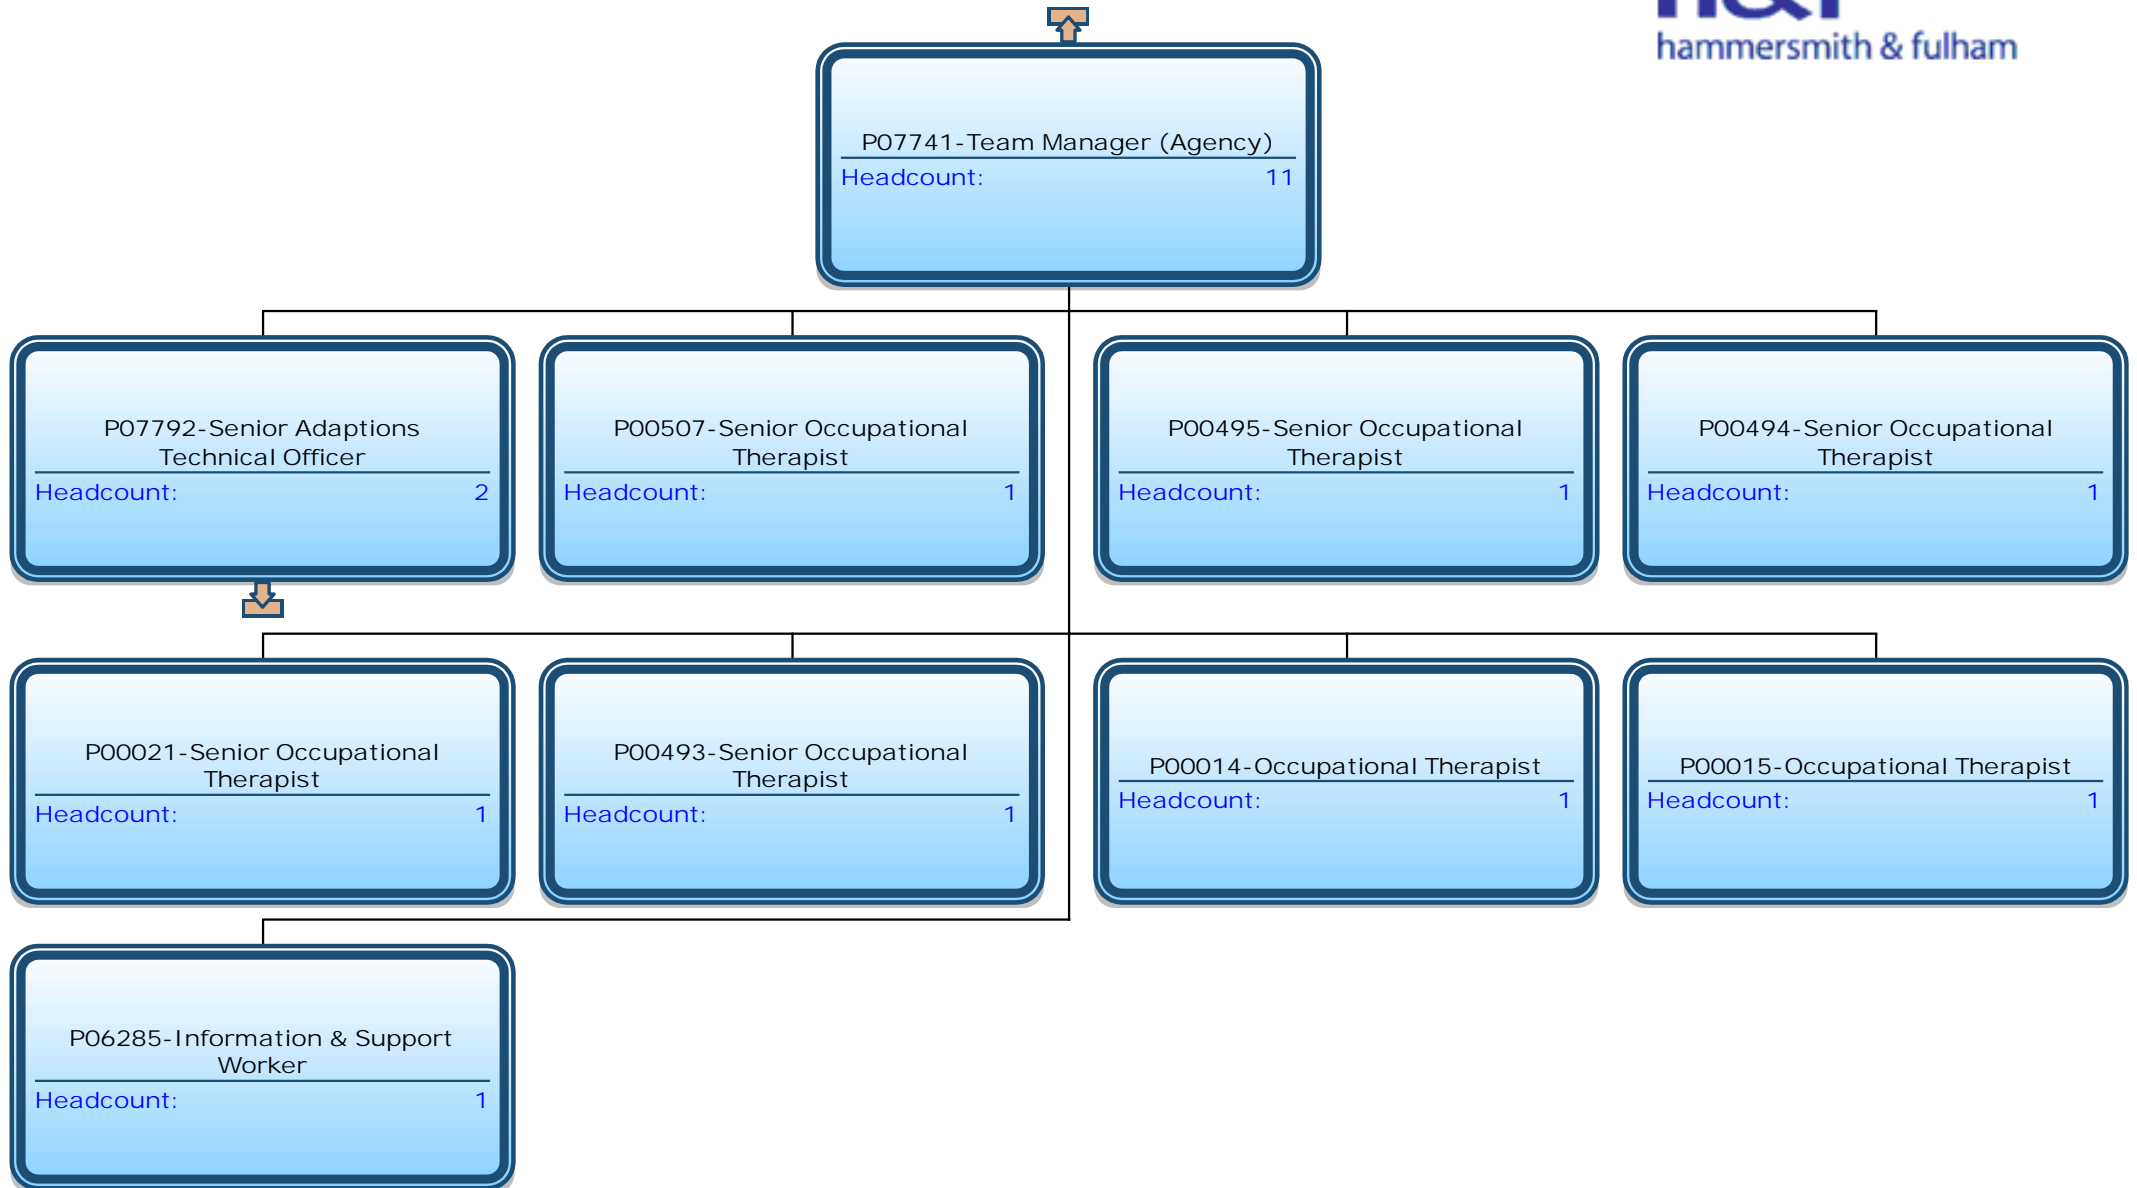 hammersmith & fulham
P07741-Team Manager (Agency)
Headcount: 11
P07792-Senior Adaptions
Technical Officer
Headcount: 2
P00507-Senior Occupational
Therapist
Headcount: 1
P00495-Senior Occupational
Therapist
Headcount: 1
P00494-Senior Occupational
Therapist
Headcount: 1
P00021-Senior Occupational
Therapist
Headcount: 1
P00493-Senior Occupational
Therapist
Headcount: 1
P00014-Occupational Therapist
Headcount: 1
P00015-Occupational Therapist
Headcount: 1
P06285-Information & Support
Worker
Headcount: 1